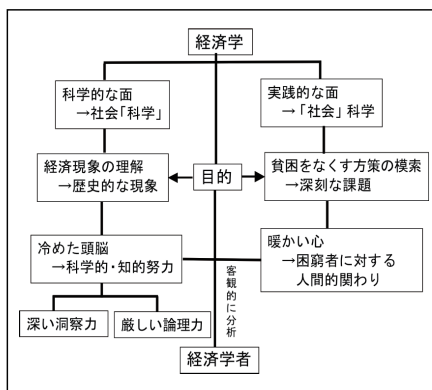 経済学
科学的な面
→社会「科学」
実践的な面
→「社会」科学
経済現象の理解
→歴史的な現象
目的
貧困をなくす方策の模索
→深刻な課題
冷めた頭脳
→科学的・知的努力
暖かい心
→困窮者に対する
人間的関わり
客観的に分析
深い洞察力
厳しい論理力
経済学者